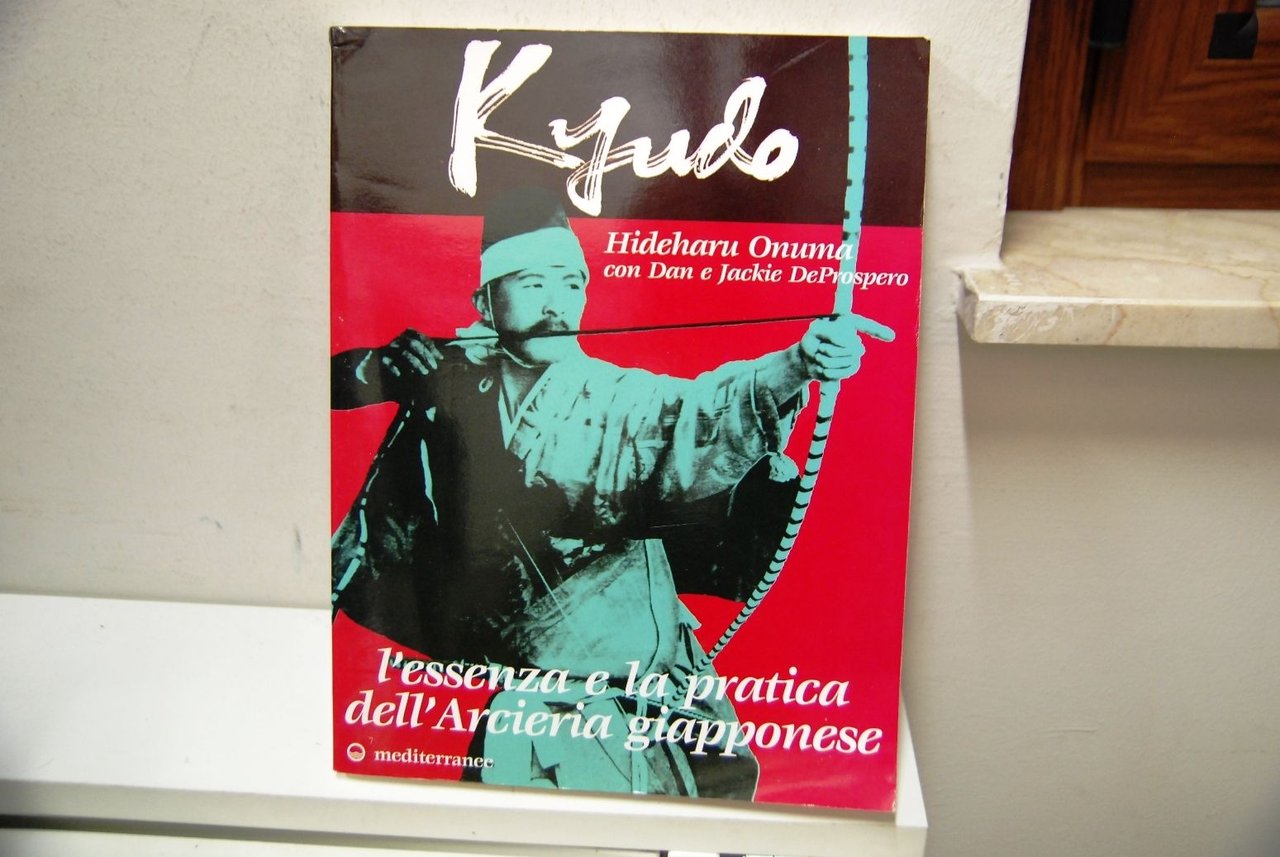 Kyudo
Hideharu Onuma
con Dan e Jackie DeProspero
l'essenza e la pratica
dell'Arcieria giapponese
mediterranee